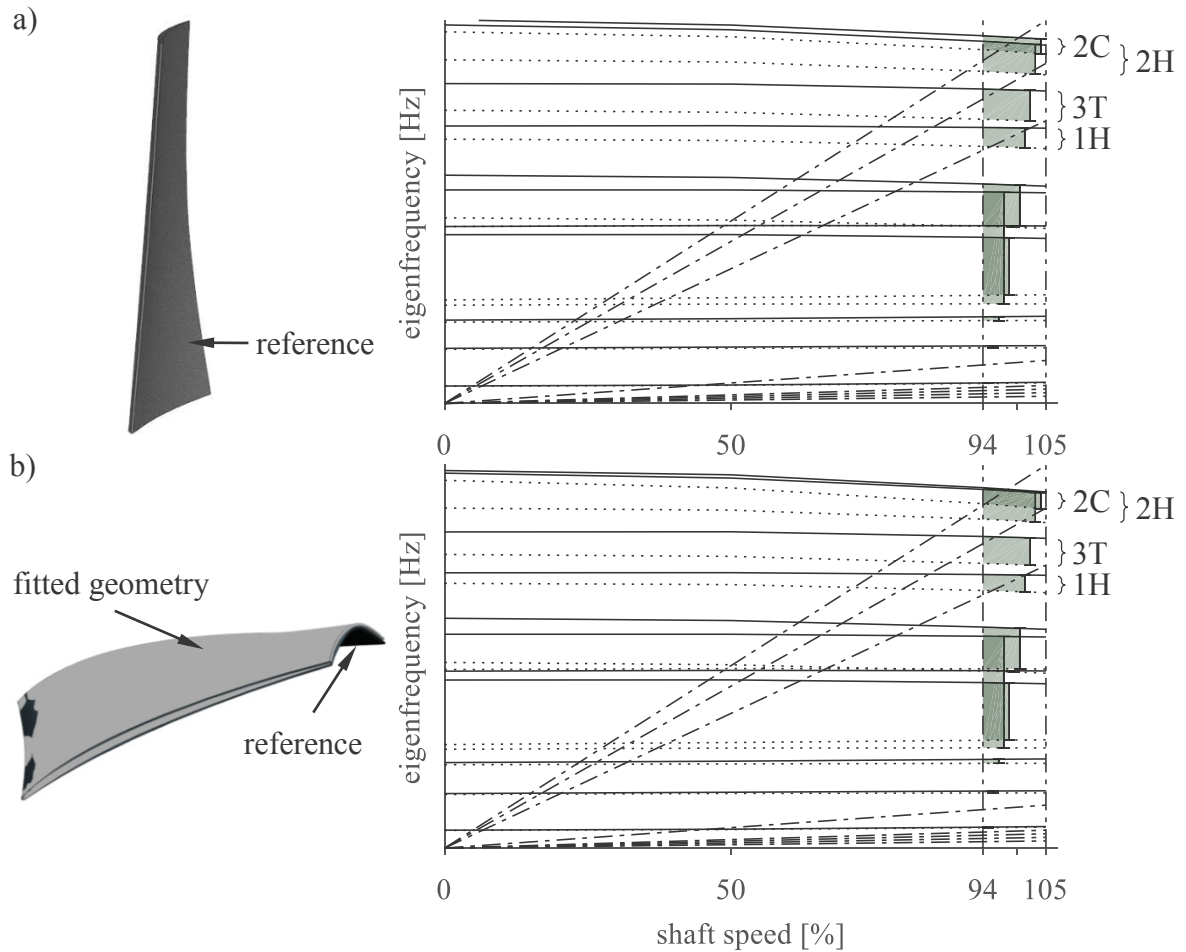 a)
reference
eigenfrequency [Hz]
2C
2H
3T
1H
0
50
94
105
b)
fitted geometry
reference
eigenfrequency [Hz]
2C
2H
3T
1H
0
50
94
105
shaft speed [%]